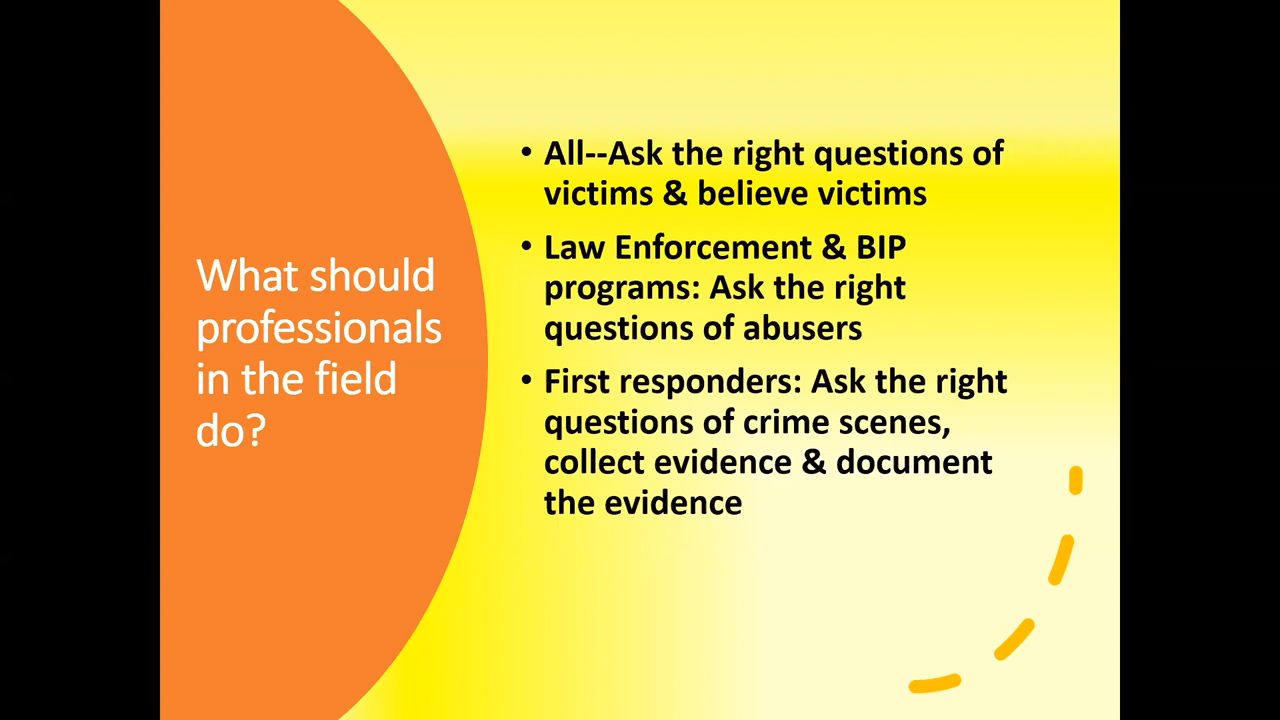 What should
professionals
in the field
do?
• All--Ask the right questions of
victims & believe victims
• Law Enforcement & BIP
programs: Ask the right
questions of abusers
• First responders: Ask the right
questions of crime scenes,
collect evidence & document
the evidence